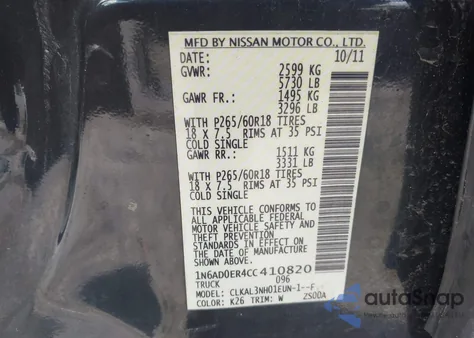 MFD BY NISSAN MOTOR CO., LTD.
DATE: 10/11
GVWR: 2599 KG
5730 LB
GAWR FR.: 1495 KG
3296 LB
WITH P265/60R18 TIRES
18 X 7.5 RIMS AT 35 PSI
COLD SINGLE
GAWR RR.: 1511 KG
3331 LB
WITH P265/60R18 TIRES
18 X 7.5 RIMS AT 35 PSI
COLD SINGLE
THIS VEHICLE CONFORMS TO
ALL APPLICABLE FEDERAL
MOTOR VEHICLE SAFETY
STANDARDS IN EFFECT ON
THE DATE OF MANUFACTURE
SHOWN ABOVE.
1N6AD0ER4CC410820
TRUCK 096
MODEL: CLKAL3NH01EUN-1--F
COLOR: K26 TRIM: W ZSODA
autoSnap